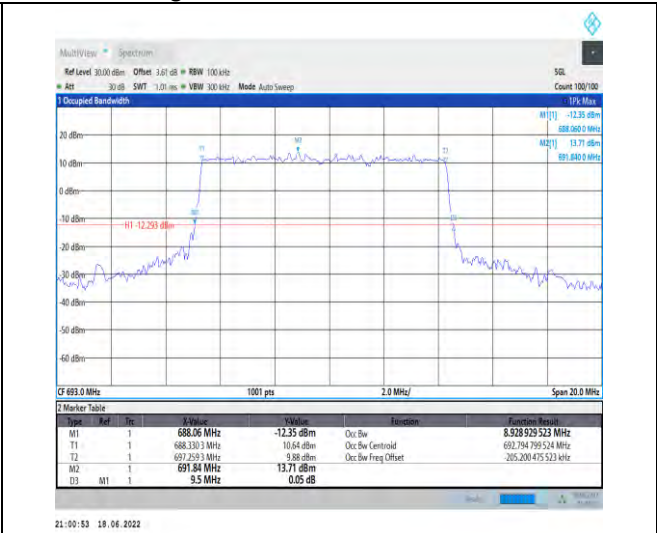 MultiView Spectrum
Ref Level 30.00 dBm Offset 3.61 dB RBW 100 kHz SGL
Att 30 dB SWT 1.01 ms VBW 300 kHz Mode Auto Sweep Count 100/100
1 Occupied Bandwidth 1Pk Max
M1[1] -12.35 dBm
688.060 0 MHz
M2[1] 13.71 dBm
691.840 0 MHz
20 dBm
M2
T1
10 dBm
0 dBm
-10 dBm
H1 -12.293 dBm
-20 dBm
-30 dBm
-40 dBm
-50 dBm
-60 dBm
CF 693.0 MHz 1001 pts 2.0 MHz/ Span 20.0 MHz
2 Marker Table
Type Ref Trc X-Value Y-Value Function Function Result
M1 1 688.06 MHz -12.35 dBm Occ Bw 8.928 929 523 MHz
T1 1 688.330 3 MHz 10.64 dBm Occ Bw Centroid 692.794 799 524 MHz
T2 1 697.259 3 MHz 9.88 dBm Occ Bw Freq Offset -205.200 475 523 kHz
M2 1 691.84 MHz 13.71 dBm
D3 M1 1 9.5 MHz 0.05 dB
21:00:53 18.06.2022